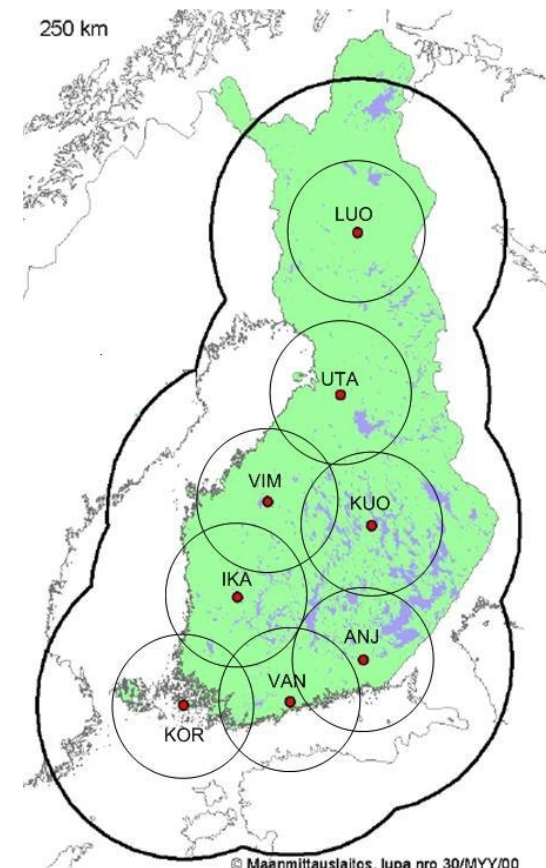 250 km
LUO
UTA
VIM
KUO
IKA
ANJ
VAN
KOR
© Maanmittauslaitos, lupa nro 30/MYY/00